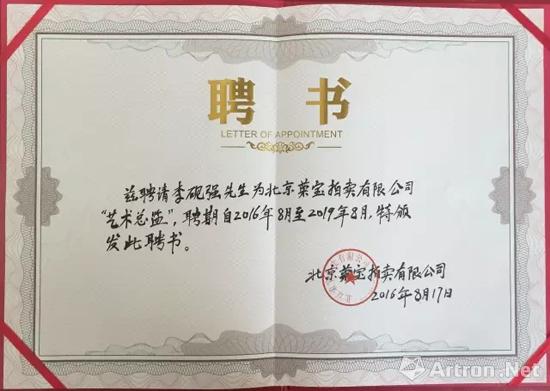 聘 书
LETTER OF APPOINTMENT
兹聘请李砚强先生为北京荣宝拍卖有限公司
“艺术总监”，聘期自2016年8月至2019年8月，特颁
发此聘书。
北京荣宝拍卖有限公司
2016年8月17日
Artron.Net